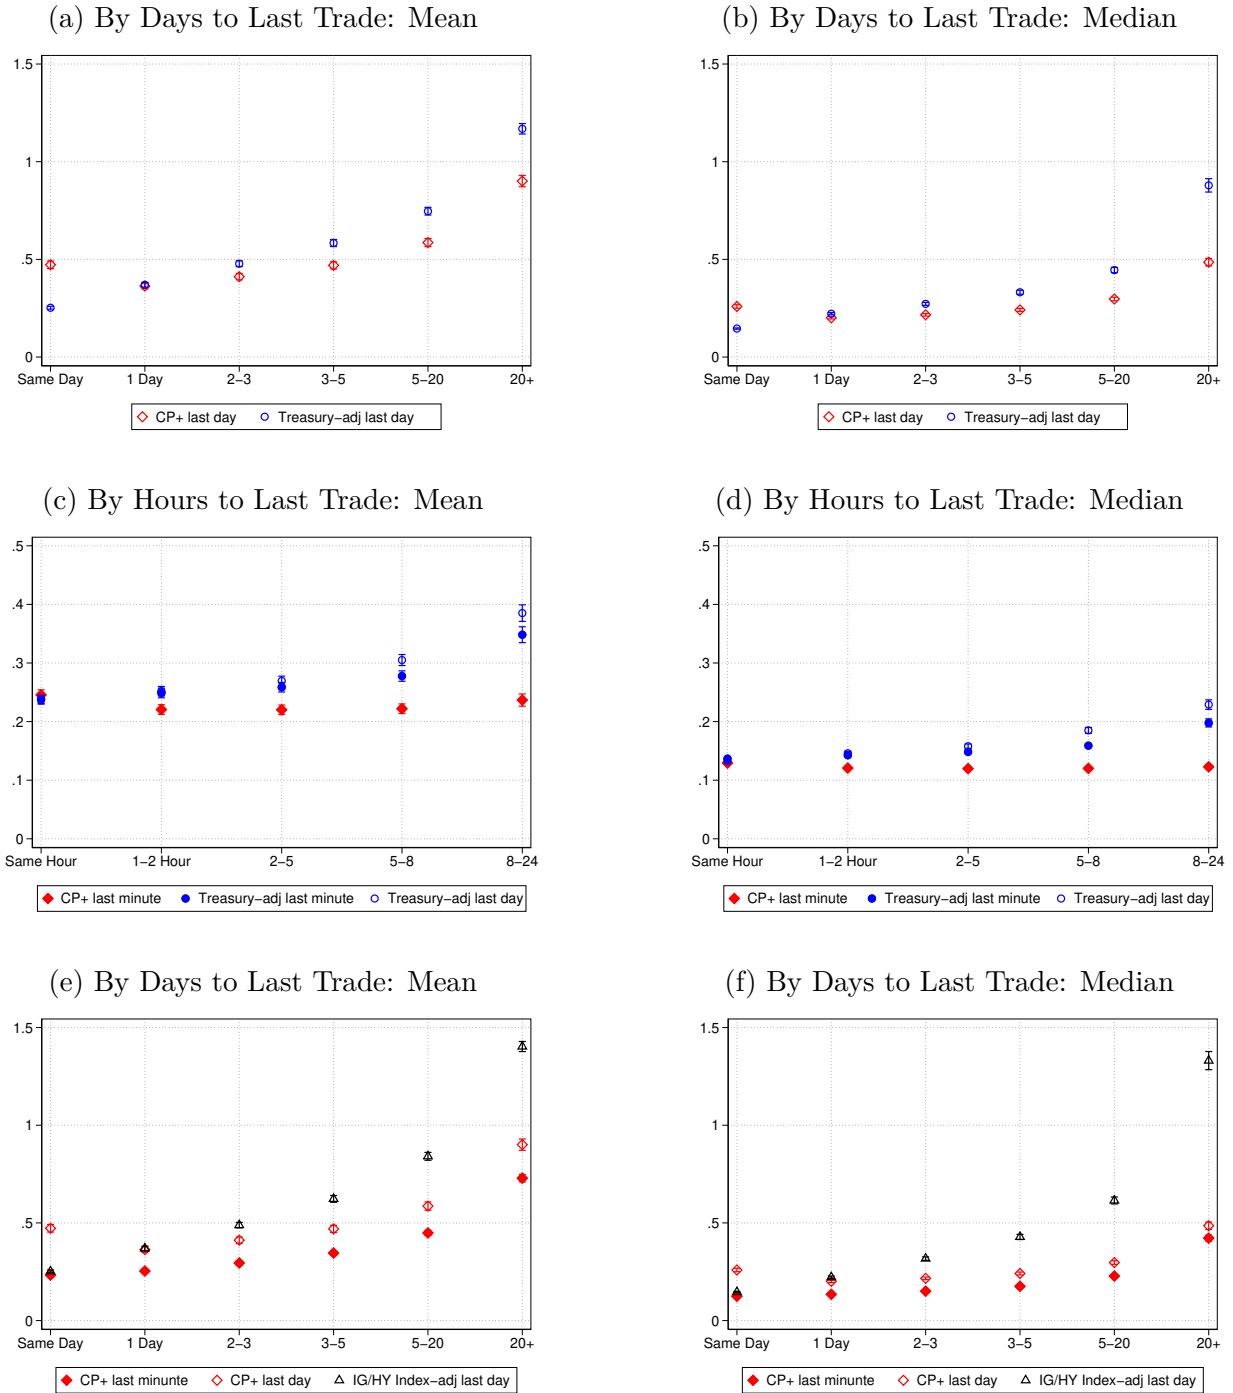 (a) By Days to Last Trade: Mean
1.5
1
.5
0
Same Day 1 Day 2−3 3−5 5−20 20+
CP+ last day Treasury−adj last day
(b) By Days to Last Trade: Median
1.5
1
.5
0
Same Day 1 Day 2−3 3−5 5−20 20+
CP+ last day Treasury−adj last day
(c) By Hours to Last Trade: Mean
.5
.4
.3
.2
.1
0
Same Hour 1−2 Hour 2−5 5−8 8−24
CP+ last minute Treasury−adj last minute Treasury−adj last day
(d) By Hours to Last Trade: Median
.5
.4
.3
.2
.1
0
Same Hour 1−2 Hour 2−5 5−8 8−24
CP+ last minute Treasury−adj last minute Treasury−adj last day
(e) By Days to Last Trade: Mean
1.5
1
.5
0
Same Day 1 Day 2−3 3−5 5−20 20+
CP+ last minunte CP+ last day IG/HY Index−adj last day
(f) By Days to Last Trade: Median
1.5
1
.5
0
Same Day 1 Day 2−3 3−5 5−20 20+
CP+ last minute CP+ last day IG/HY Index−adj last day